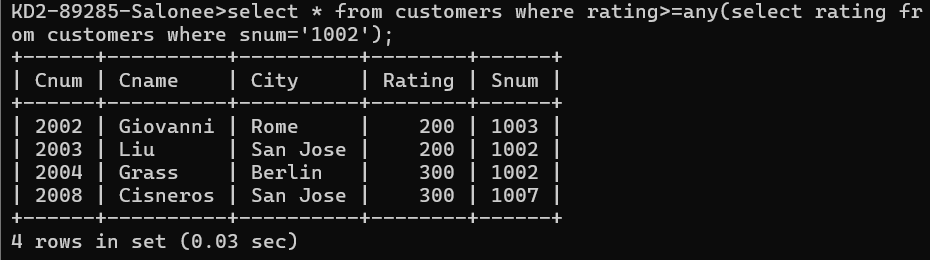 KD2-89285-Salonee>select * from customers where rating>=any(select rating fr
om customers where snum='1002');
+------+----------+----------+--------+------+
| Cnum | Cname    | City     | Rating | Snum |
+------+----------+----------+--------+------+
| 2002 | Giovanni | Rome     |    200 | 1003 |
| 2003 | Liu      | San Jose |    200 | 1002 |
| 2004 | Grass    | Berlin   |    300 | 1002 |
| 2008 | Cisneros | San Jose |    300 | 1007 |
+------+----------+----------+--------+------+
4 rows in set (0.03 sec)